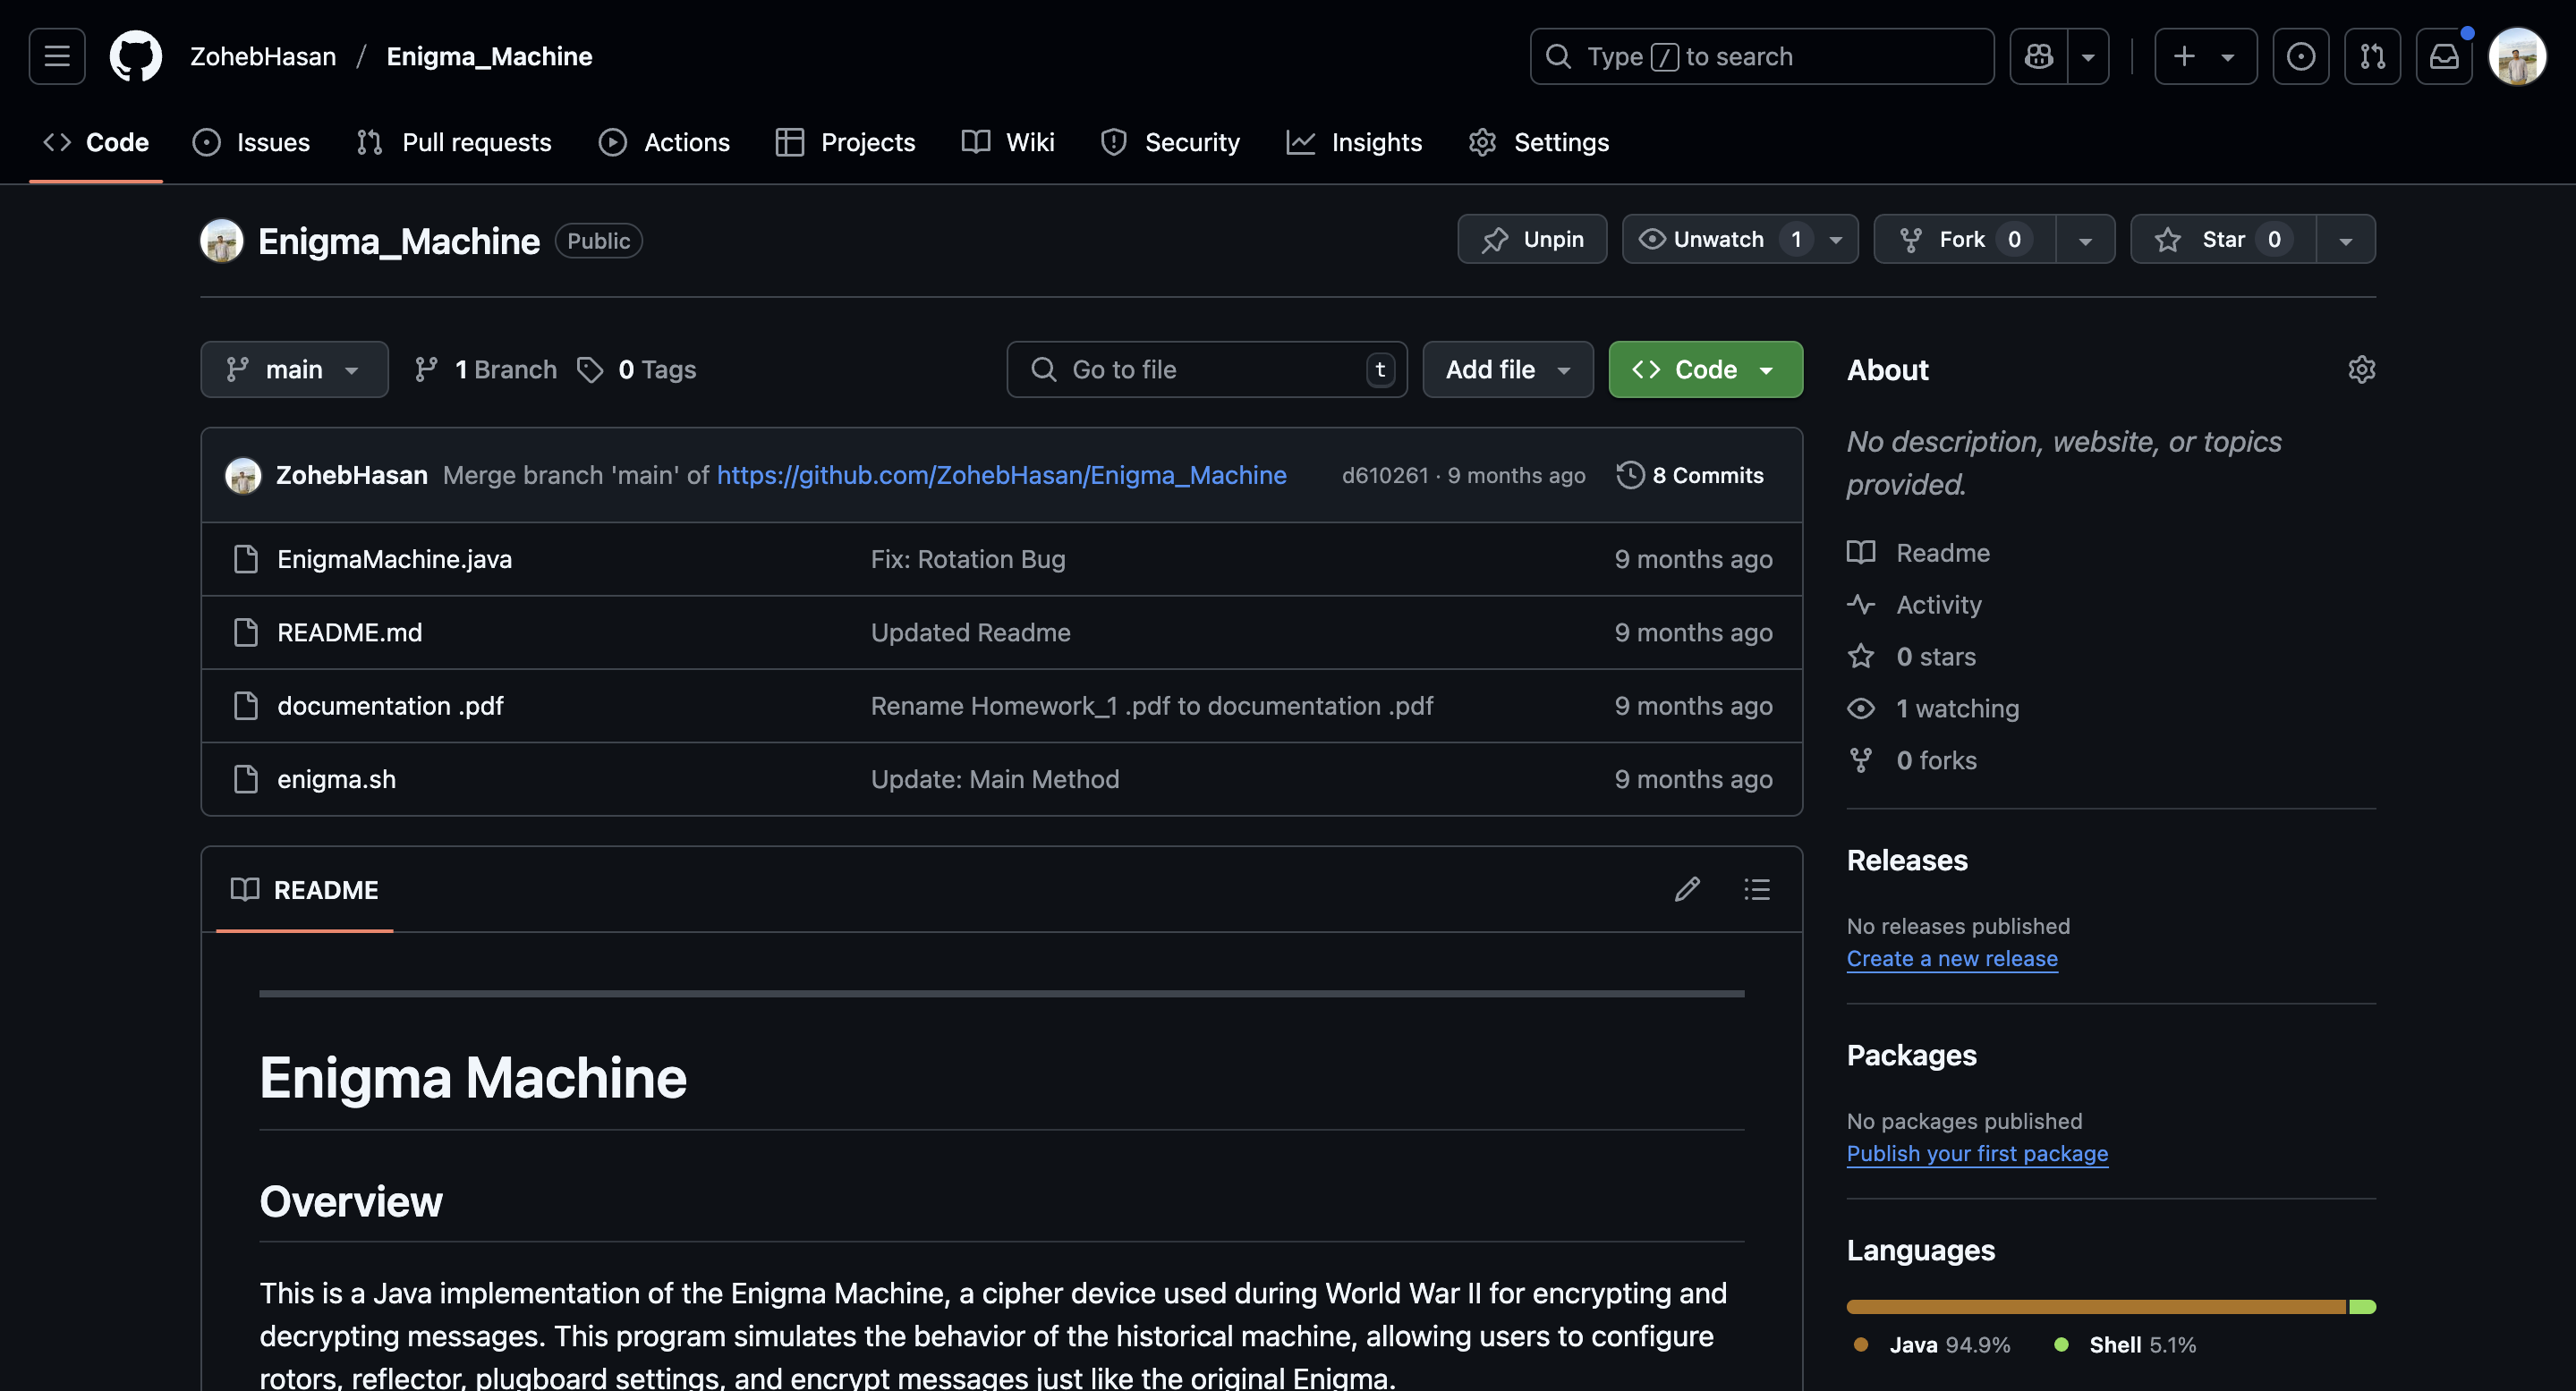 ZohebHasan / Enigma_Machine
Type / to search
Code
Issues
Pull requests
Actions
Projects
Wiki
Security
Insights
Settings
Enigma_Machine Public
Unpin
Unwatch 1
Fork 0
Star 0
main
1 Branch
0 Tags
Go to file t
Add file
Code
ZohebHasan Merge branch 'main' of https://github.com/ZohebHasan/Enigma_Machine d610261 · 9 months ago 8 Commits
EnigmaMachine.java Fix: Rotation Bug 9 months ago
README.md Updated Readme 9 months ago
documentation .pdf Rename Homework_1 .pdf to documentation .pdf 9 months ago
enigma.sh Update: Main Method 9 months ago
README
Enigma Machine
Overview
This is a Java implementation of the Enigma Machine, a cipher device used during World War II for encrypting and
decrypting messages. This program simulates the behavior of the historical machine, allowing users to configure
rotors, reflector, plugboard settings, and encrypt messages just like the original Enigma.
About
No description, website, or topics
provided.
Readme
Activity
0 stars
1 watching
0 forks
Releases
No releases published
Create a new release
Packages
No packages published
Publish your first package
Languages
Java 94.9% Shell 5.1%